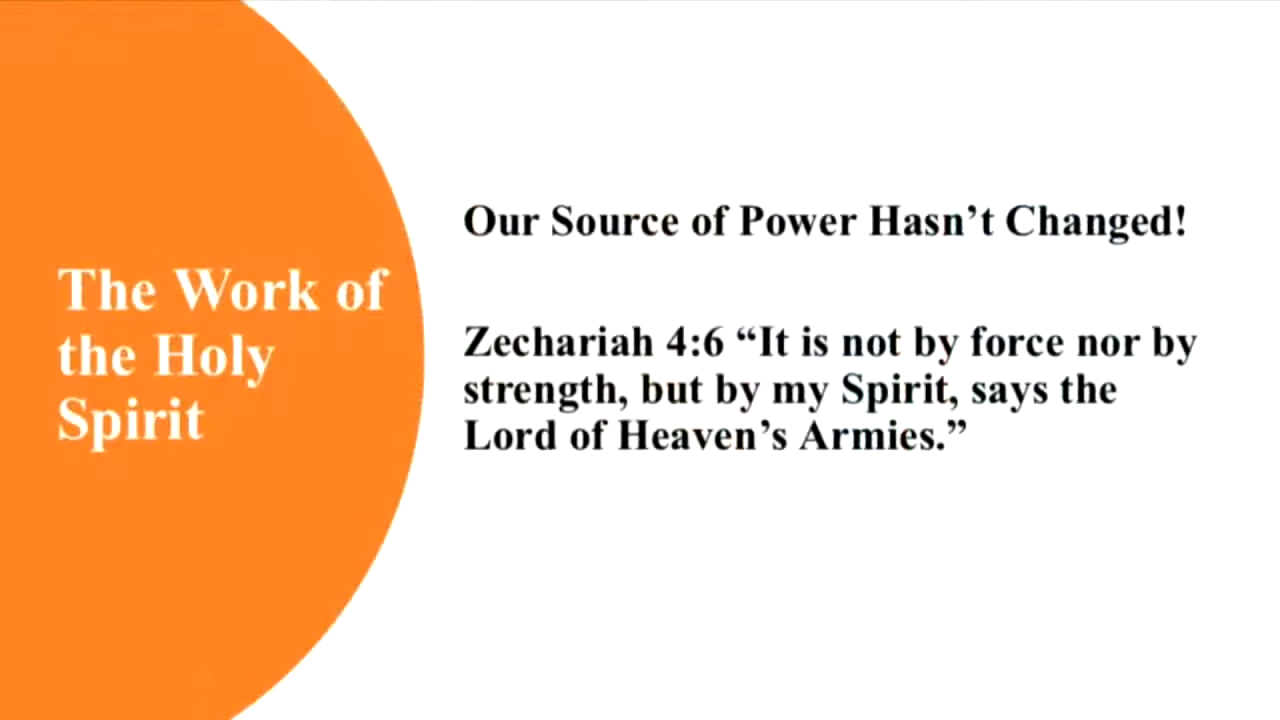 The Work of
the Holy
Spirit
Our Source of Power Hasn’t Changed!
Zechariah 4:6 “It is not by force nor by
strength, but by my Spirit, says the
Lord of Heaven’s Armies.”